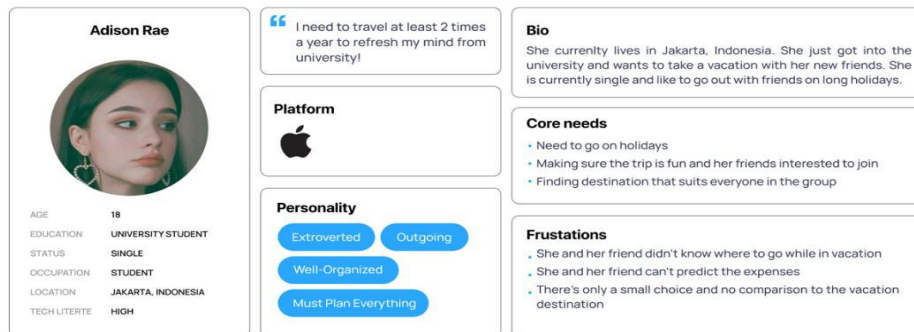 Adison Rae
AGE 18
EDUCATION UNIVERSITY STUDENT
STATUS SINGLE
OCCUPATION STUDENT
LOCATION JAKARTA, INDONESIA
TECH LITERTE HIGH
“ I need to travel at least 2 times
a year to refresh my mind from
university!
Platform
Personality
Extroverted
Outgoing
Well-Organized
Must Plan Everything
Bio
She currenlty lives in Jakarta, Indonesia. She just got into the
university and wants to take a vacation with her new friends. She
is currently single and like to go out with friends on long holidays.
Core needs
• Need to go on holidays
• Making sure the trip is fun and her friends interested to join
• Finding destination that suits everyone in the group
Frustations
• She and her friend didn't know where to go while in vacation
• She and her friend can't predict the expenses
• There's only a small choice and no comparison to the vacation
destination